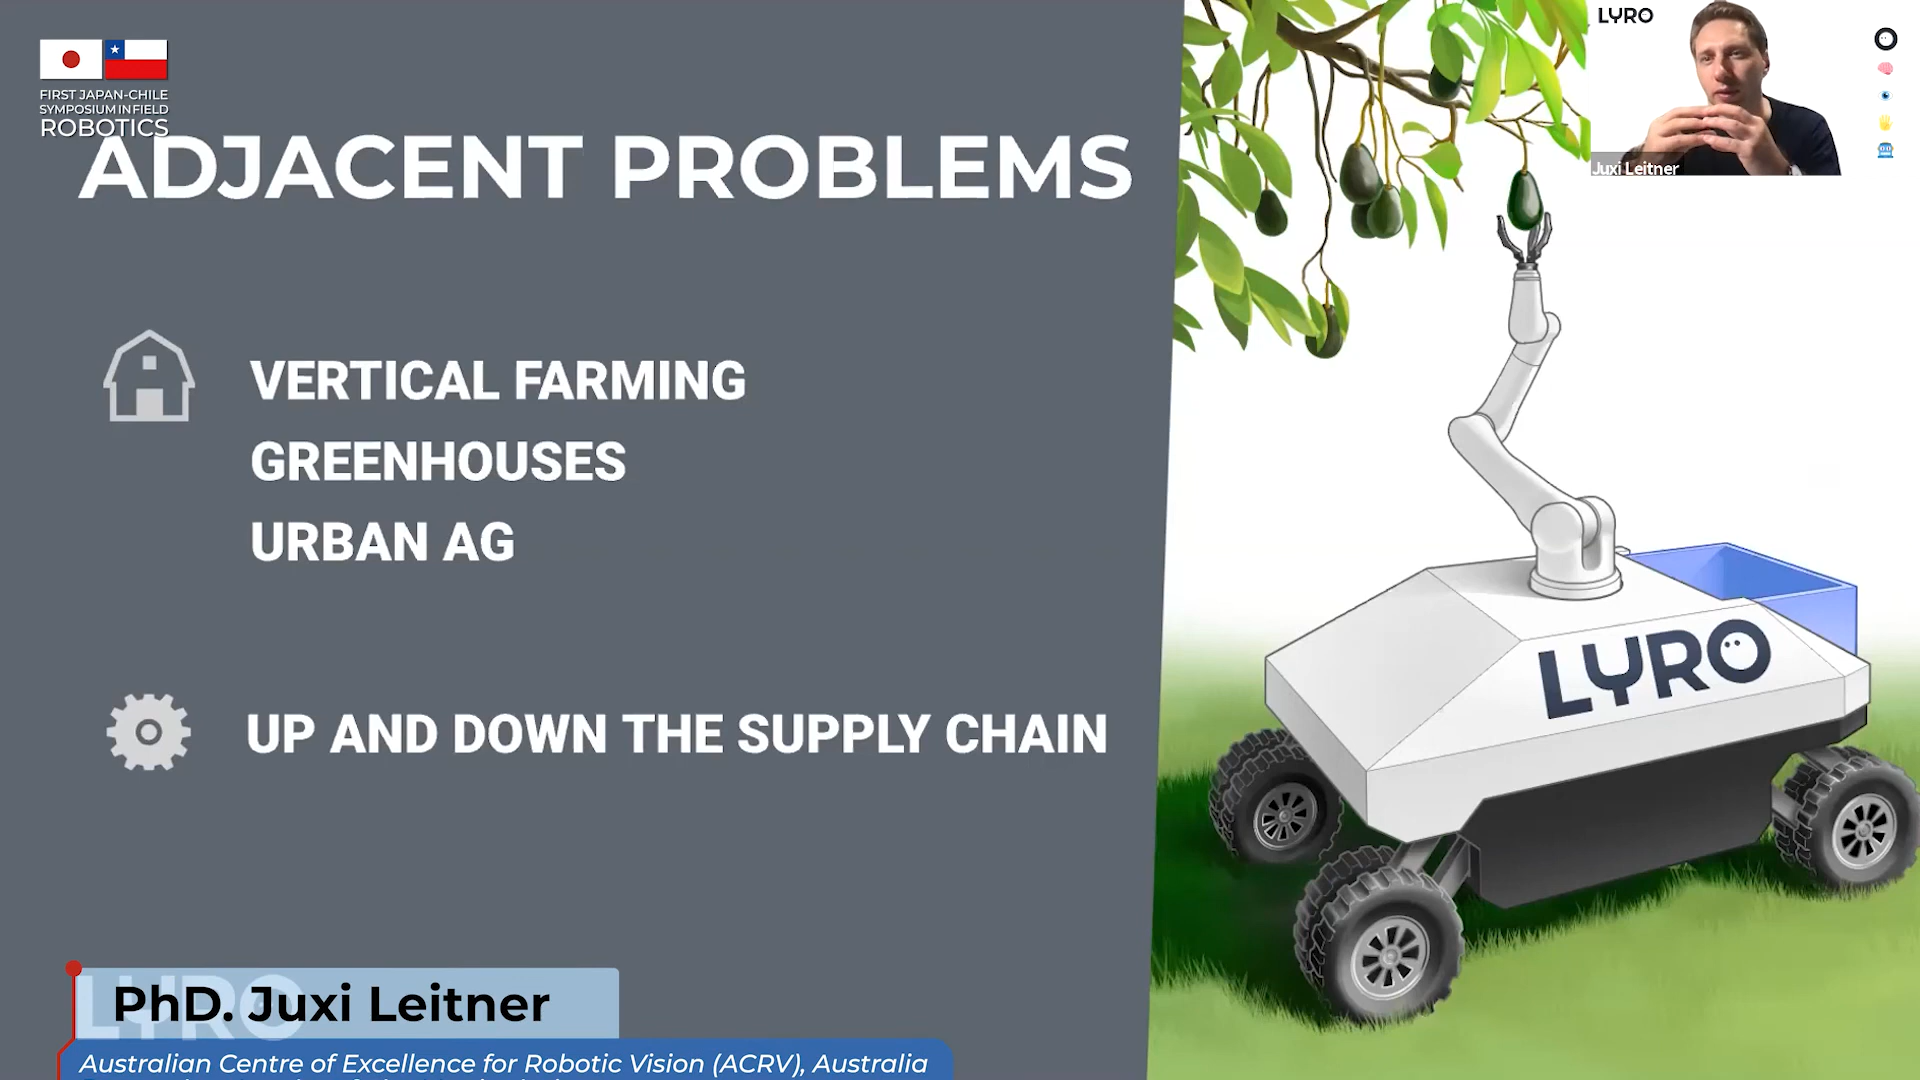 FIRST JAPAN-CHILE
SYMPOSIUM IN FIELD
ROBOTICS
ADJACENT PROBLEMS
VERTICAL FARMING
GREENHOUSES
URBAN AG
UP AND DOWN THE SUPPLY CHAIN
LYRO
Juxi Leitner
LYRO
LYRO
PhD. Juxi Leitner
Australian Centre of Excellence for Robotic Vision (ACRV), Australia